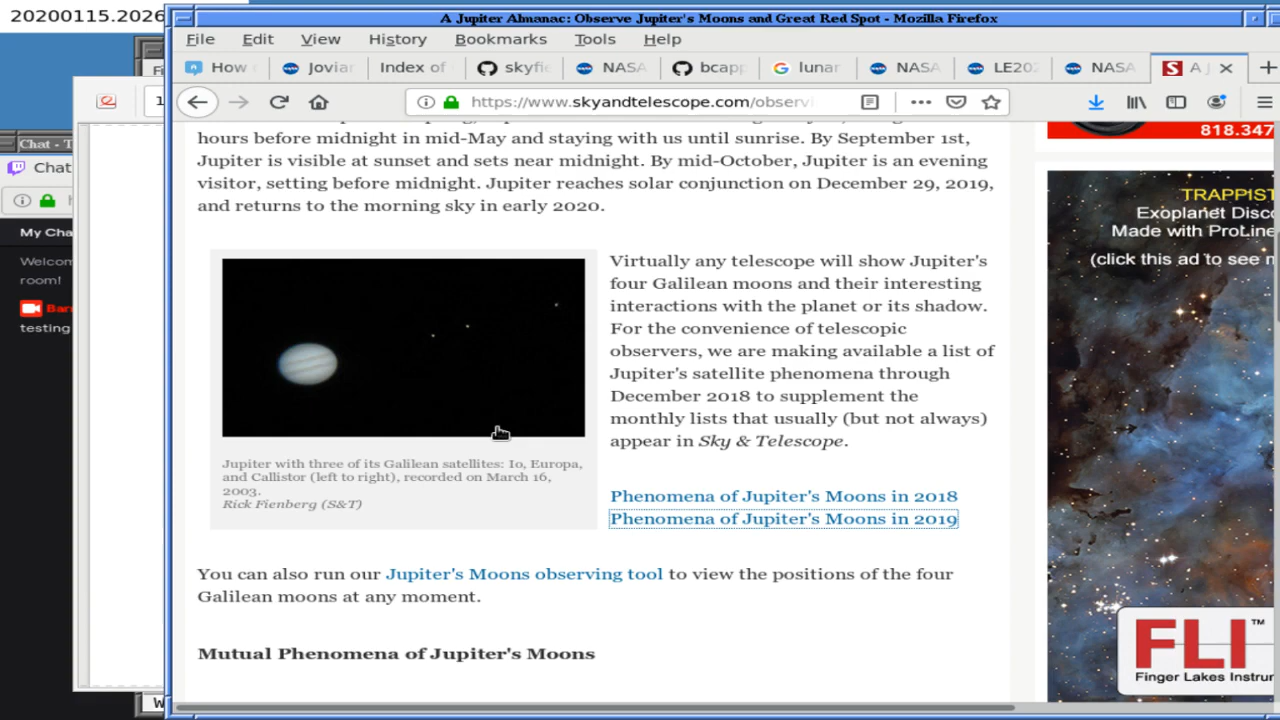 20200115.2026
A Jupiter Almanac: Observe Jupiter's Moons and Great Red Spot - Mozilla Firefox
File Edit View History Bookmarks Tools Help
How Jovia Index of skyfi NASA bcap lunar NASA LE20 NASA A J
https://www.skyandtelescope.com/observi
Chat - T
Chat
My Cha
Welcom
room!
Bar
testing
hours before midnight in mid-May and staying with us until sunrise. By September 1st,
Jupiter is visible at sunset and sets near midnight. By mid-October, Jupiter is an evening
visitor, setting before midnight. Jupiter reaches solar conjunction on December 29, 2019,
and returns to the morning sky in early 2020.
Virtually any telescope will show Jupiter's
four Galilean moons and their interesting
interactions with the planet or its shadow.
For the convenience of telescopic
observers, we are making available a list of
Jupiter's satellite phenomena through
December 2018 to supplement the
monthly lists that usually (but not always)
appear in Sky & Telescope.
Jupiter with three of its Galilean satellites: Io, Europa,
and Callistor (left to right), recorded on March 16,
2003.
Rick Fienberg (S&T)
Phenomena of Jupiter's Moons in 2018
Phenomena of Jupiter's Moons in 2019
You can also run our Jupiter's Moons observing tool to view the positions of the four
Galilean moons at any moment.
Mutual Phenomena of Jupiter's Moons
818.347
TRAPPIST
Exoplanet Disco
Made with ProLine
(click this ad to see m
FLI™
Finger Lakes Instrum